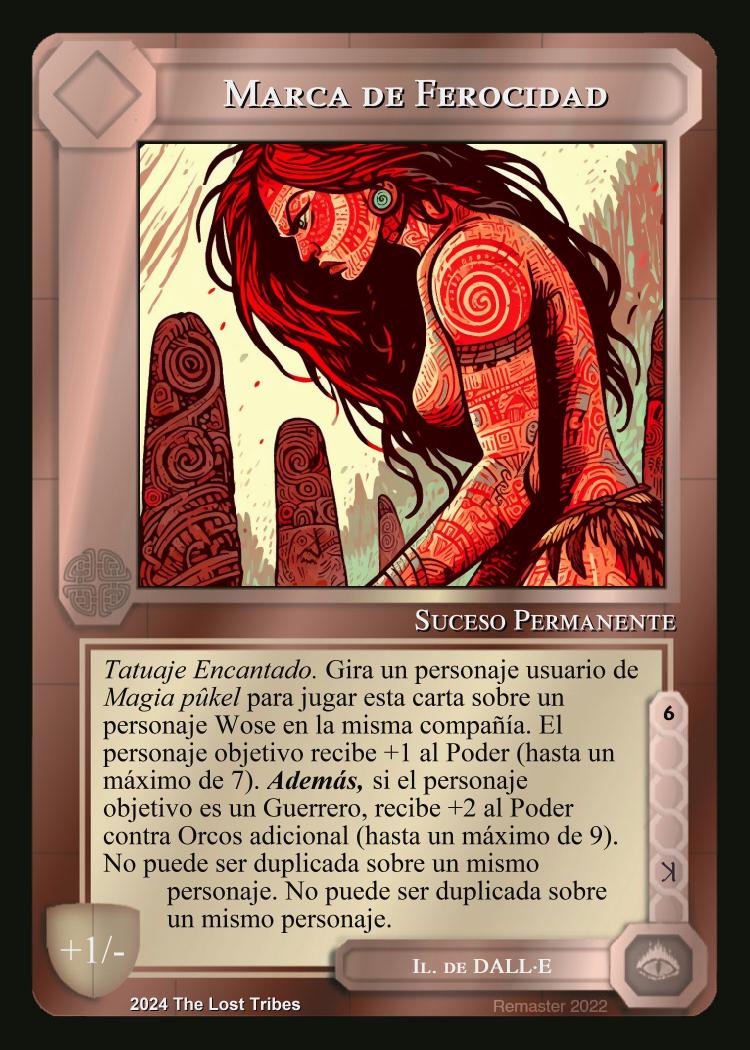 Marca de Ferocidad
Suceso Permanente
Tatuaje Encantado. Gira un personaje usuario de
Magia pûkel para jugar esta carta sobre un
personaje Wose en la misma compañía. El
personaje objetivo recibe +1 al Poder (hasta un
máximo de 7). Además, si el personaje
objetivo es un Guerrero, recibe +2 al Poder
contra Orcos adicional (hasta un máximo de 9).
No puede ser duplicada sobre un mismo
personaje. No puede ser duplicada sobre
un mismo personaje.
6
+1/-
Il. de DALL·E
2024 The Lost Tribes
Remaster 2022